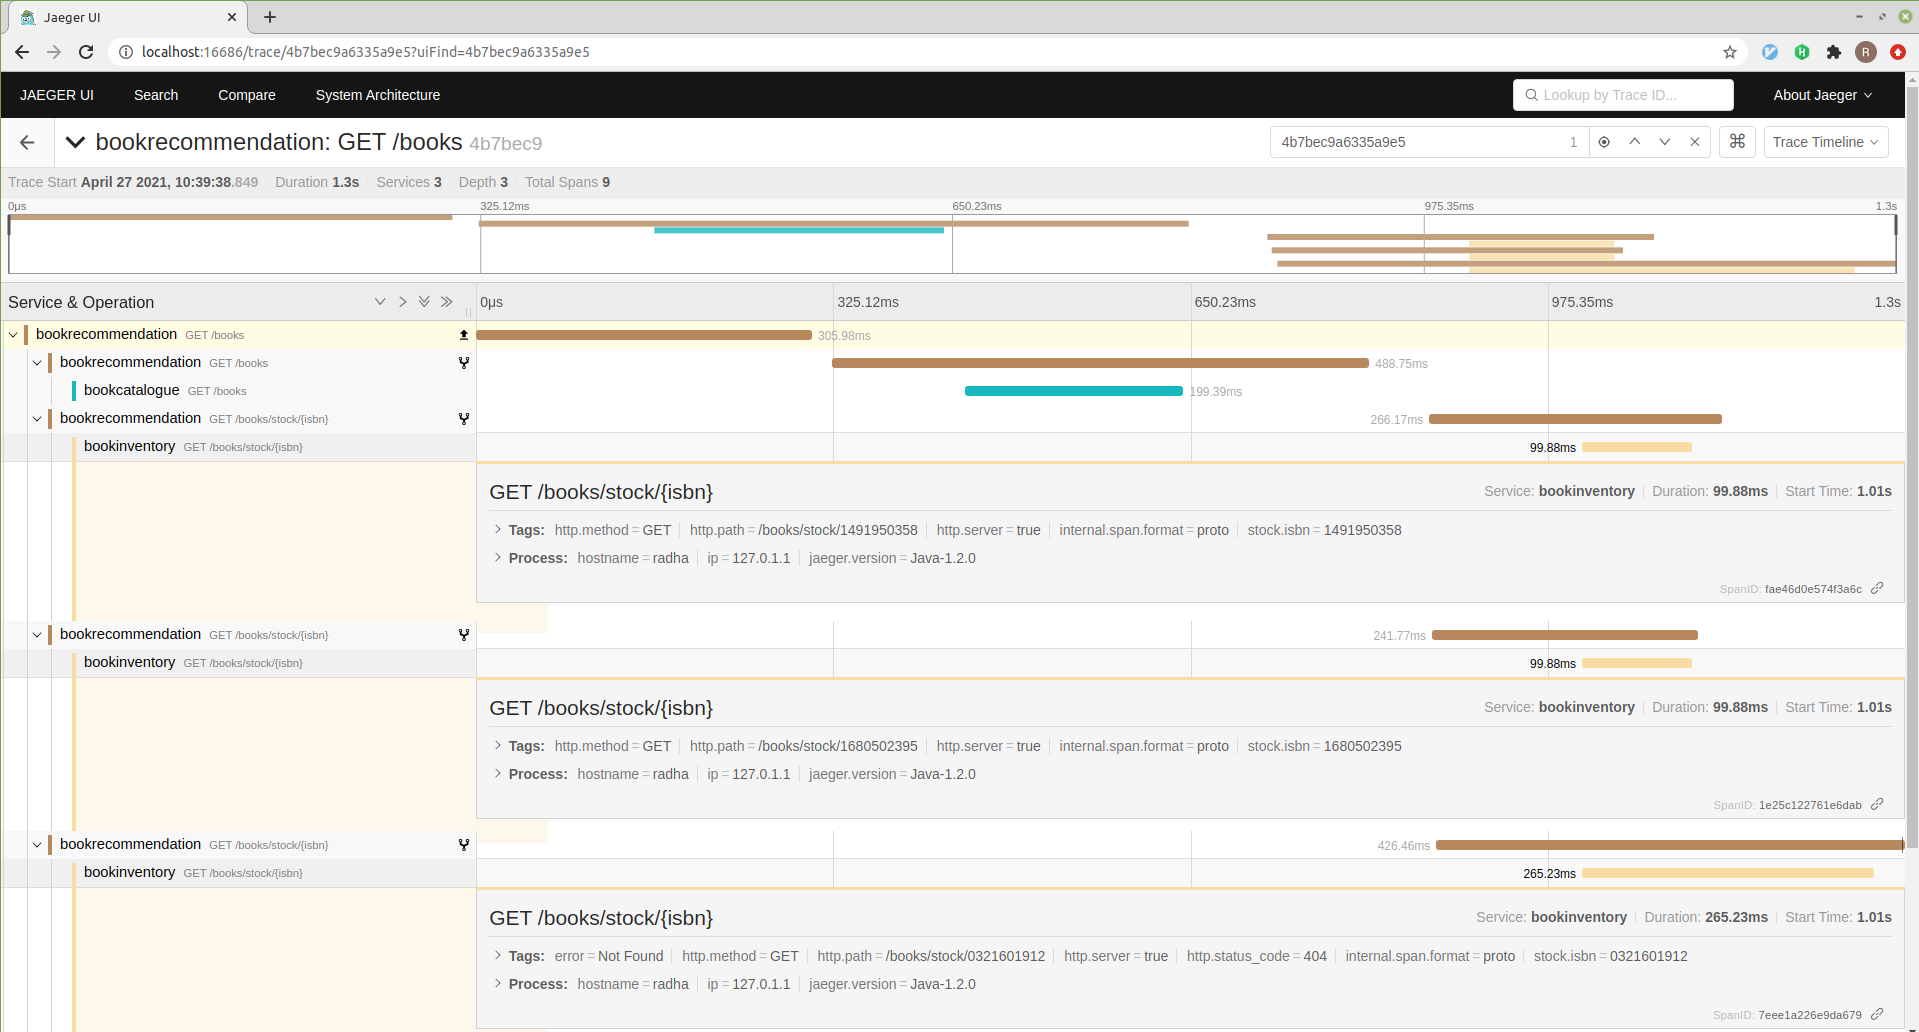 Jaeger UI
localhost:16686/trace/4b7bec9a6335a9e5?uiFind=4b7bec9a6335a9e5
R
JAEGER UI Search Compare System Architecture Lookup by Trace ID... About Jaeger
bookrecommendation: GET /books 4b7bec9 4b7bec9a6335a9e5 1 ⌘ Trace Timeline
Trace Start April 27 2021, 10:39:38.849 Duration 1.3s Services 3 Depth 3 Total Spans 9
0μs 325.12ms 650.23ms 975.35ms 1.3s
Service & Operation 0μs 325.12ms 650.23ms 975.35ms 1.3s
bookrecommendation GET /books 305.98ms
bookrecommendation GET /books 488.75ms
bookcatalogue GET /books 199.39ms
bookrecommendation GET /books/stock/{isbn} 266.17ms
bookinventory GET /books/stock/{isbn} 99.88ms
GET /books/stock/{isbn} Service: bookinventory Duration: 99.88ms Start Time: 1.01s
Tags: http.method = GET http.path = /books/stock/1491950358 http.server = true internal.span.format = proto stock.isbn = 1491950358
Process: hostname = radha ip = 127.0.1.1 jaeger.version = Java-1.2.0
SpanID: fae46d0e574f3a6c
bookrecommendation GET /books/stock/{isbn} 241.77ms
bookinventory GET /books/stock/{isbn} 99.88ms
GET /books/stock/{isbn} Service: bookinventory Duration: 99.88ms Start Time: 1.01s
Tags: http.method = GET http.path = /books/stock/1680502395 http.server = true internal.span.format = proto stock.isbn = 1680502395
Process: hostname = radha ip = 127.0.1.1 jaeger.version = Java-1.2.0
SpanID: 1e25c122761e6dab
bookrecommendation GET /books/stock/{isbn} 426.46ms
bookinventory GET /books/stock/{isbn} 265.23ms
GET /books/stock/{isbn} Service: bookinventory Duration: 265.23ms Start Time: 1.01s
Tags: error = Not Found http.method = GET http.path = /books/stock/0321601912 http.server = true http.status_code = 404 internal.span.format = proto stock.isbn = 0321601912
Process: hostname = radha ip = 127.0.1.1 jaeger.version = Java-1.2.0
SpanID: 7eee1a226e9da679